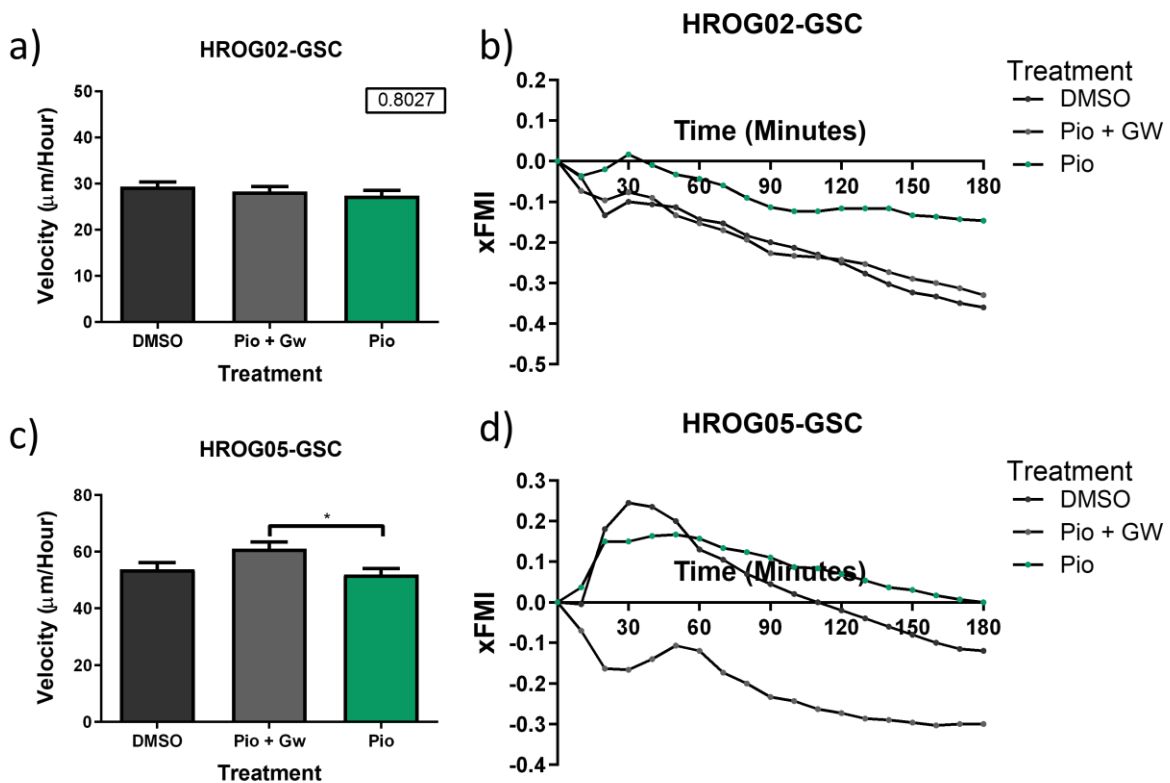 a)
HROG02-GSC
0.8027
Velocity (μm/Hour)
50
40
30
20
10
0
DMSO
Pio + Gw
Pio
Treatment
b)
HROG02-GSC
xFMI
0.2
0.1
0.0
-0.1
-0.2
-0.3
-0.4
-0.5
Time (Minutes)
30
60
90
120
150
180
Treatment
DMSO
Pio + GW
Pio
c)
HROG05-GSC
Velocity (μm/Hour)
80
60
40
20
0
*
DMSO
Pio + Gw
Pio
Treatment
d)
HROG05-GSC
xFMI
0.3
0.2
0.1
0.0
-0.1
-0.2
-0.3
-0.4
Time (Minutes)
30
60
90
120
150
180
Treatment
DMSO
Pio + GW
Pio